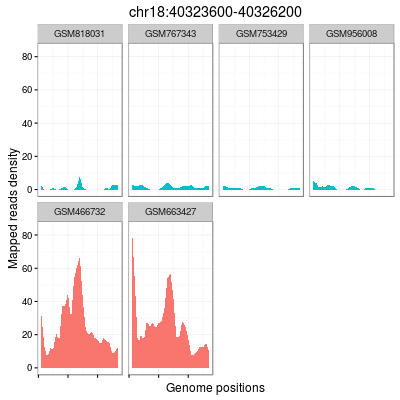 chr18:40323600-40326200
GSM818031 GSM767343 GSM753429 GSM956008
80
60
40
20
0
Mapped reads density
GSM466732 GSM663427
80
60
40
20
0
Genome positions